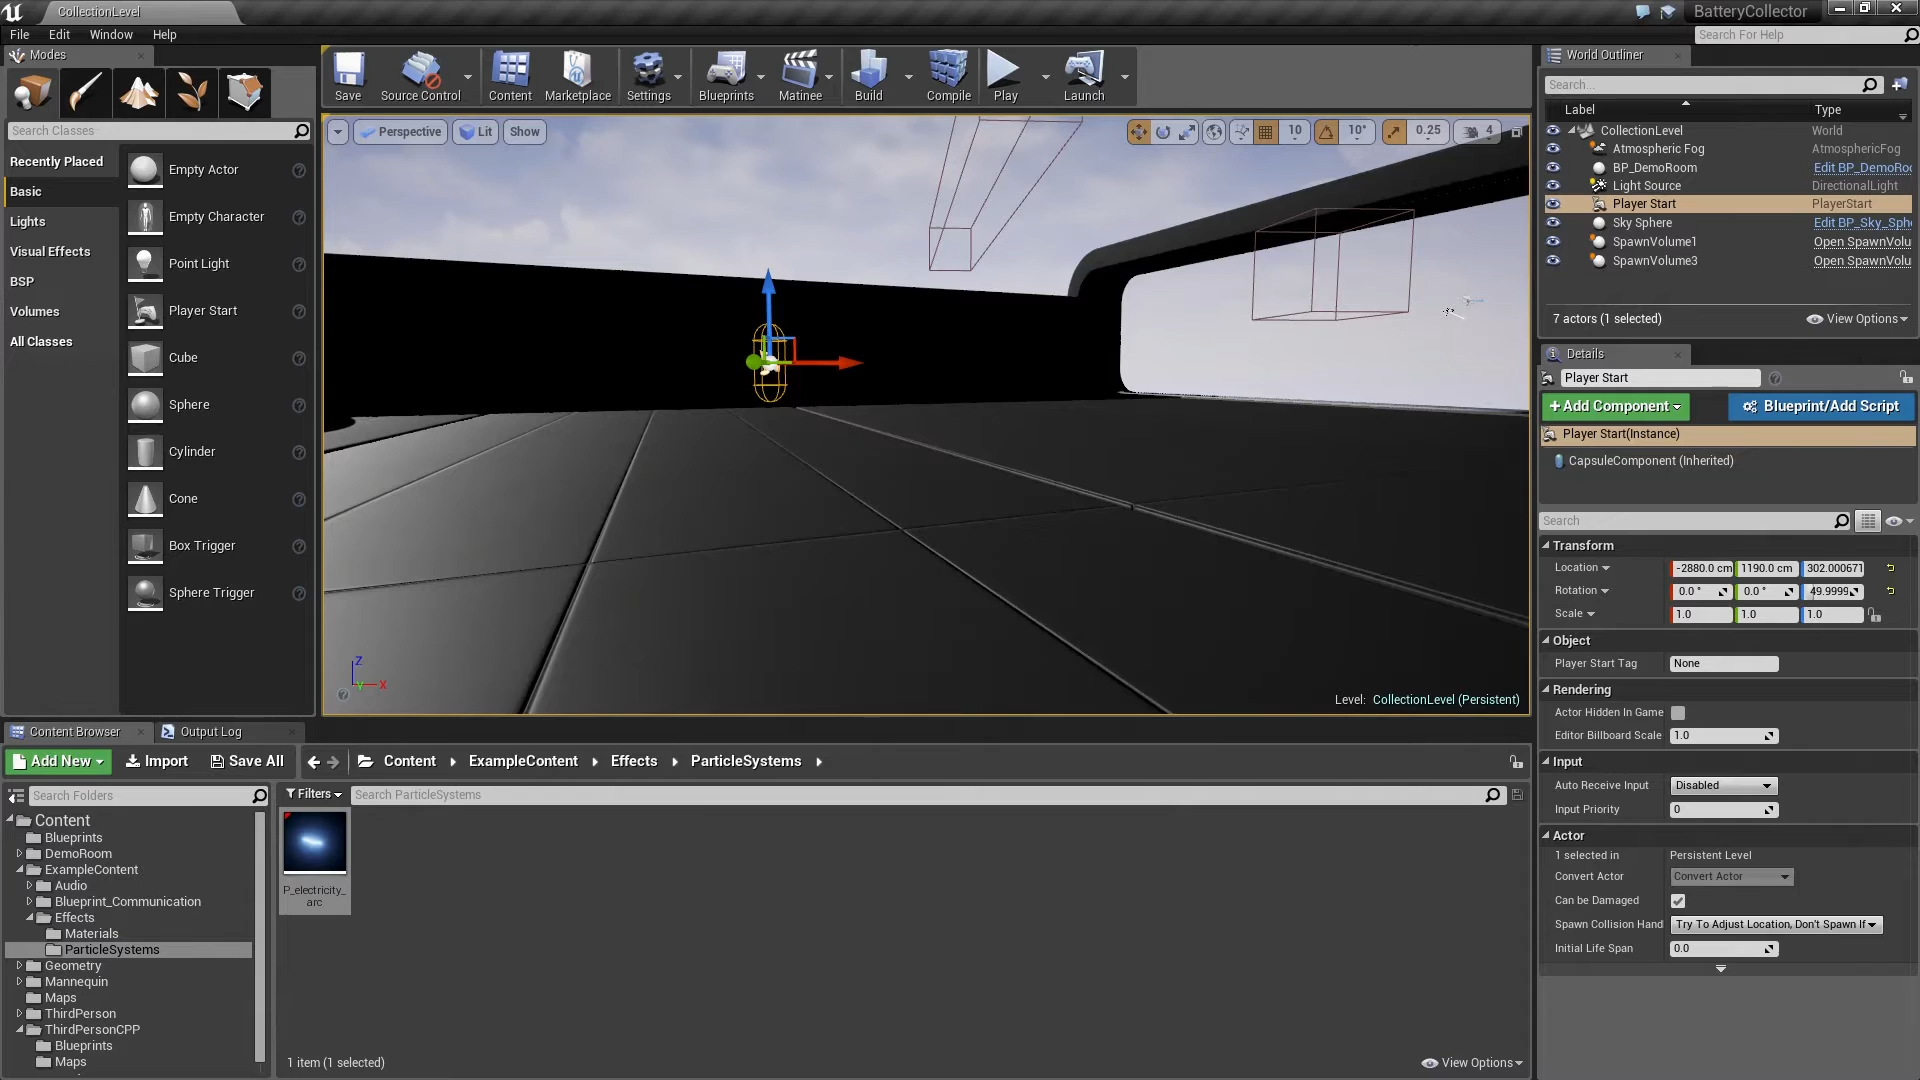 CollectionLevel
BatteryCollector
File Edit Window Help
Search For Help
Modes
Search Classes
Recently Placed
Basic
Lights
Visual Effects
BSP
Volumes
All Classes
Empty Actor
Empty Character
Point Light
Player Start
Cube
Sphere
Cylinder
Cone
Box Trigger
Sphere Trigger
Save
Source Control
Content
Marketplace
Settings
Blueprints
Matinee
Build
Compile
Play
Launch
Perspective
Lit
Show
10
10°
0.25
4
Z
Y
X
Level: CollectionLevel (Persistent)
World Outliner
Search...
Label Type
CollectionLevel World
Atmospheric Fog AtmosphericFog
BP_DemoRoom Edit BP_DemoRoo
Light Source DirectionalLight
Player Start PlayerStart
Sky Sphere Edit BP_Sky_Sph
SpawnVolume1 Open SpawnVolu
SpawnVolume3 Open SpawnVolu
7 actors (1 selected)
View Options
Details
Player Start
+Add Component
Blueprint/Add Script
Player Start(Instance)
CapsuleComponent (Inherited)
Search
Transform
Location -2880.0 cm 1190.0 cm 302.000671
Rotation 0.0 ° 0.0 ° 49.9999
Scale 1.0 1.0 1.0
Object
Player Start Tag None
Rendering
Actor Hidden In Game
Editor Billboard Scale 1.0
Input
Auto Receive Input Disabled
Input Priority 0
Actor
1 selected in Persistent Level
Convert Actor Convert Actor
Can be Damaged
Spawn Collision Hand Try To Adjust Location, Don't Spawn If
Initial Life Span 0.0
Content Browser
Output Log
Add New
Import
Save All
Content ExampleContent Effects ParticleSystems
Search Folders
Filters
Search ParticleSystems
Content
Blueprints
DemoRoom
ExampleContent
Audio
Blueprint_Communication
Effects
Materials
ParticleSystems
Geometry
Mannequin
Maps
ThirdPerson
ThirdPersonCPP
Blueprints
Maps
P_electricity_
arc
1 item (1 selected)
View Options